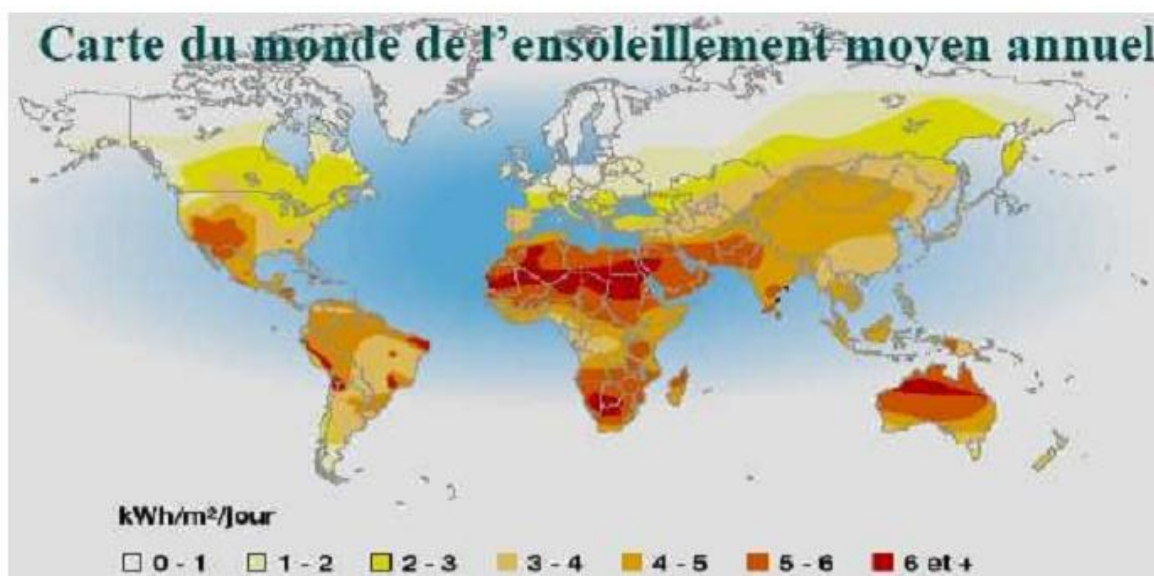 Carte du monde de l'ensoleillement moyen annuel
kWh/m²/Jour
0 - 1 1 - 2 2 - 3 3 - 4 4 - 5 5 - 6 6 et +